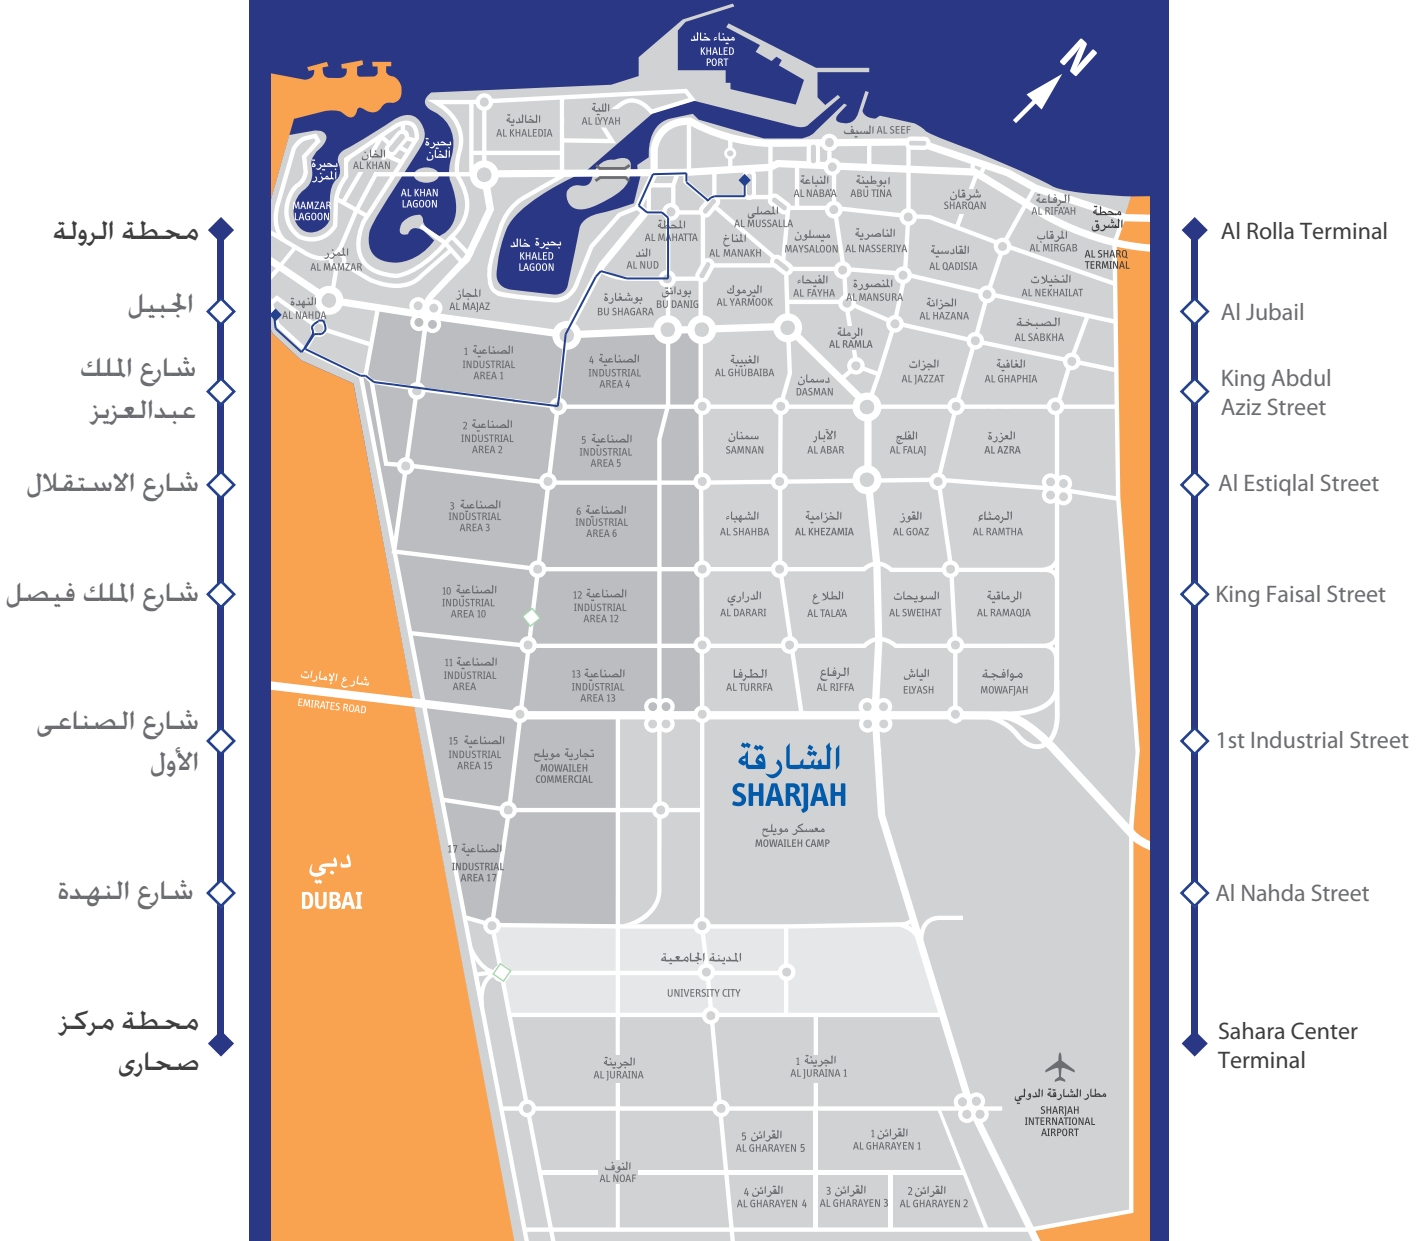 محطة الرولة
الجبيل
شارع الملك
عبدالعزيز
شارع الاستقلال
شارع الملك فيصل
شارع الصناعى
الأول
شارع النهدة
محطة مركز
صحارى
ميناء خالد
KHALED
PORT
N
الخالدية
AL KHALEDIA
اللية
AL LYYAH
السيف AL SEEF
بحيرة
الخان
الخان
AL KHAN
بحيرة
الممزر
MAMZAR
LAGOON
AL KHAN
LAGOON
النباعة
AL NABA'A
ابوطينة
ABU TINA
شرقان
SHARQAN
الرفاعة
AL RIFA'AH
محطة
الشرق
AL SHARQ
TERMINAL
المصلى
AL MUSSALLA
المحطة
AL MAHATTA
المناخ
AL MANAKH
ميسلون
MAYSALOON
الناصرية
AL NASSERIYA
القادسية
AL QADISIA
المرقاب
AL MIRGAB
بحيرة خالد
KHALED
LAGOON
الند
AL NUD
الممزر
AL MAMZAR
النهدة
AL NAHDA
المجاز
AL MAJAZ
بوشغارة
BU SHAGARA
بودانق
BU DANIG
اليرموك
AL YARMOOK
الفيحاء
AL FAYHA
المنصورة
AL MANSURA
الحزانة
AL HAZANA
النخيلات
AL NEKHAILAT
الصبخة
AL SABKHA
الرملة
AL RAMLA
الصناعية 1
INDUSTRIAL
AREA 1
الصناعية 4
INDUSTRIAL
AREA 4
الغبيبة
AL GHUBAIBA
دسمان
DASMAN
الجزات
AL JAZZAT
الغافية
AL GHAPHIA
الصناعية 2
INDUSTRIAL
AREA 2
الصناعية 5
INDUSTRIAL
AREA 5
سمنان
SAMNAN
الآبار
AL ABAR
الفلج
AL FALAJ
العزرة
AL AZRA
الصناعية 3
INDUSTRIAL
AREA 3
الصناعية 6
INDUSTRIAL
AREA 6
الشهباء
AL SHAHBA
الخزامية
AL KHEZAMIA
القوز
AL GOAZ
الرمثاء
AL RAMTHA
الصناعية 10
INDUSTRIAL
AREA 10
الصناعية 12
INDUSTRIAL
AREA 12
الدراري
AL DARARI
الطلاع
AL TALA'A
السويحات
AL SWEIHAT
الرماقية
AL RAMAQIA
الصناعية 11
INDUSTRIAL
AREA
الصناعية 13
INDUSTRIAL
AREA 13
الطرفا
AL TURRFA
الرفاع
AL RIFFA
الياش
ELYASH
موافجة
MOWAFJAH
شارع الإمارات
EMIRATES ROAD
الصناعية 15
INDUSTRIAL
AREA 15
تجارية مويلح
MOWAILEH
COMMERCIAL
الشارقة
SHARJAH
معسكر مويلح
MOWAILEH CAMP
الصناعية 17
INDUSTRIAL
AREA 17
دبي
DUBAI
المدينة الجامعية
UNIVERSITY CITY
الجرينة
AL JURAINA
الجرينة 1
AL JURAINA 1
مطار الشارقة الدولي
SHARJAH
INTERNATIONAL
AIRPORT
القرائن 5
AL GHARAYEN 5
القرائن 1
AL GHARAYEN 1
النوف
AL NOAF
القرائن 4
AL GHARAYEN 4
القرائن 3
AL GHARAYEN 3
القرائن 2
AL GHARAYEN 2
Al Rolla Terminal
Al Jubail
King Abdul
Aziz Street
Al Estiqlal Street
King Faisal Street
1st Industrial Street
Al Nahda Street
Sahara Center
Terminal